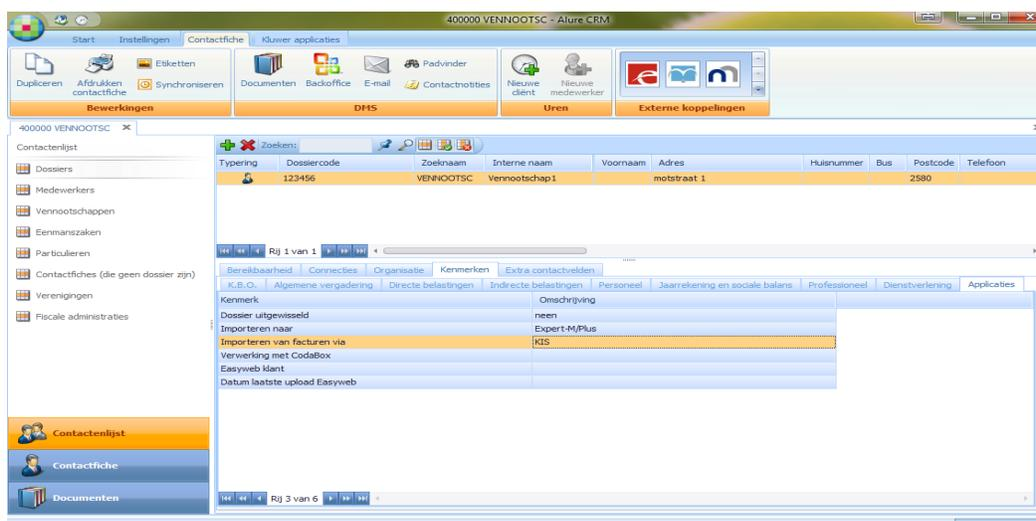 400000 VENNOOTSC - Alure CRM
Start Instellingen Contactfiche Kluwer applicaties
Dupliceren
Afdrukken contactfiche
Etiketten
Synchroniseren
Bewerkingen
Documenten
Backoffice
E-mail
Padvinder
Contactnotities
DMS
Nieuwe cliënt
Nieuwe medewerker
Uren
Externe koppelingen
400000 VENNOOTSC
Contactenlijst
Dossiers
Medewerkers
Vennootschappen
Eenmanszaken
Particulieren
Contactfiches (die geen dossier zijn)
Verenigingen
Fiscale administraties
Contactenlijst
Contactfiche
Documenten
Zoeken:
Typering Dossiercode Zoeknaam Interne naam Voornaam Adres Huisnummer Bus Postcode Telefoon
123456 VENNOOTSC Vennootschap1 motstraat 1 2580
Rij 1 van 1
Bereikbaarheid Connecties Organisatie Kenmerken Extra contactvelden
K.B.O. Algemene vergadering Directe belastingen Indirecte belastingen Personeel Jaarrekening en sociale balans Professioneel Dienstverlening Applicaties
Kenmerk Omschrijving
Dossier uitgewisseld neen
Importeren naar Expert-M/Plus
Importeren van facturen via KIS
Verwerking met CodaBox
Easyweb klant
Datum laatste upload Easyweb
Rij 3 van 6